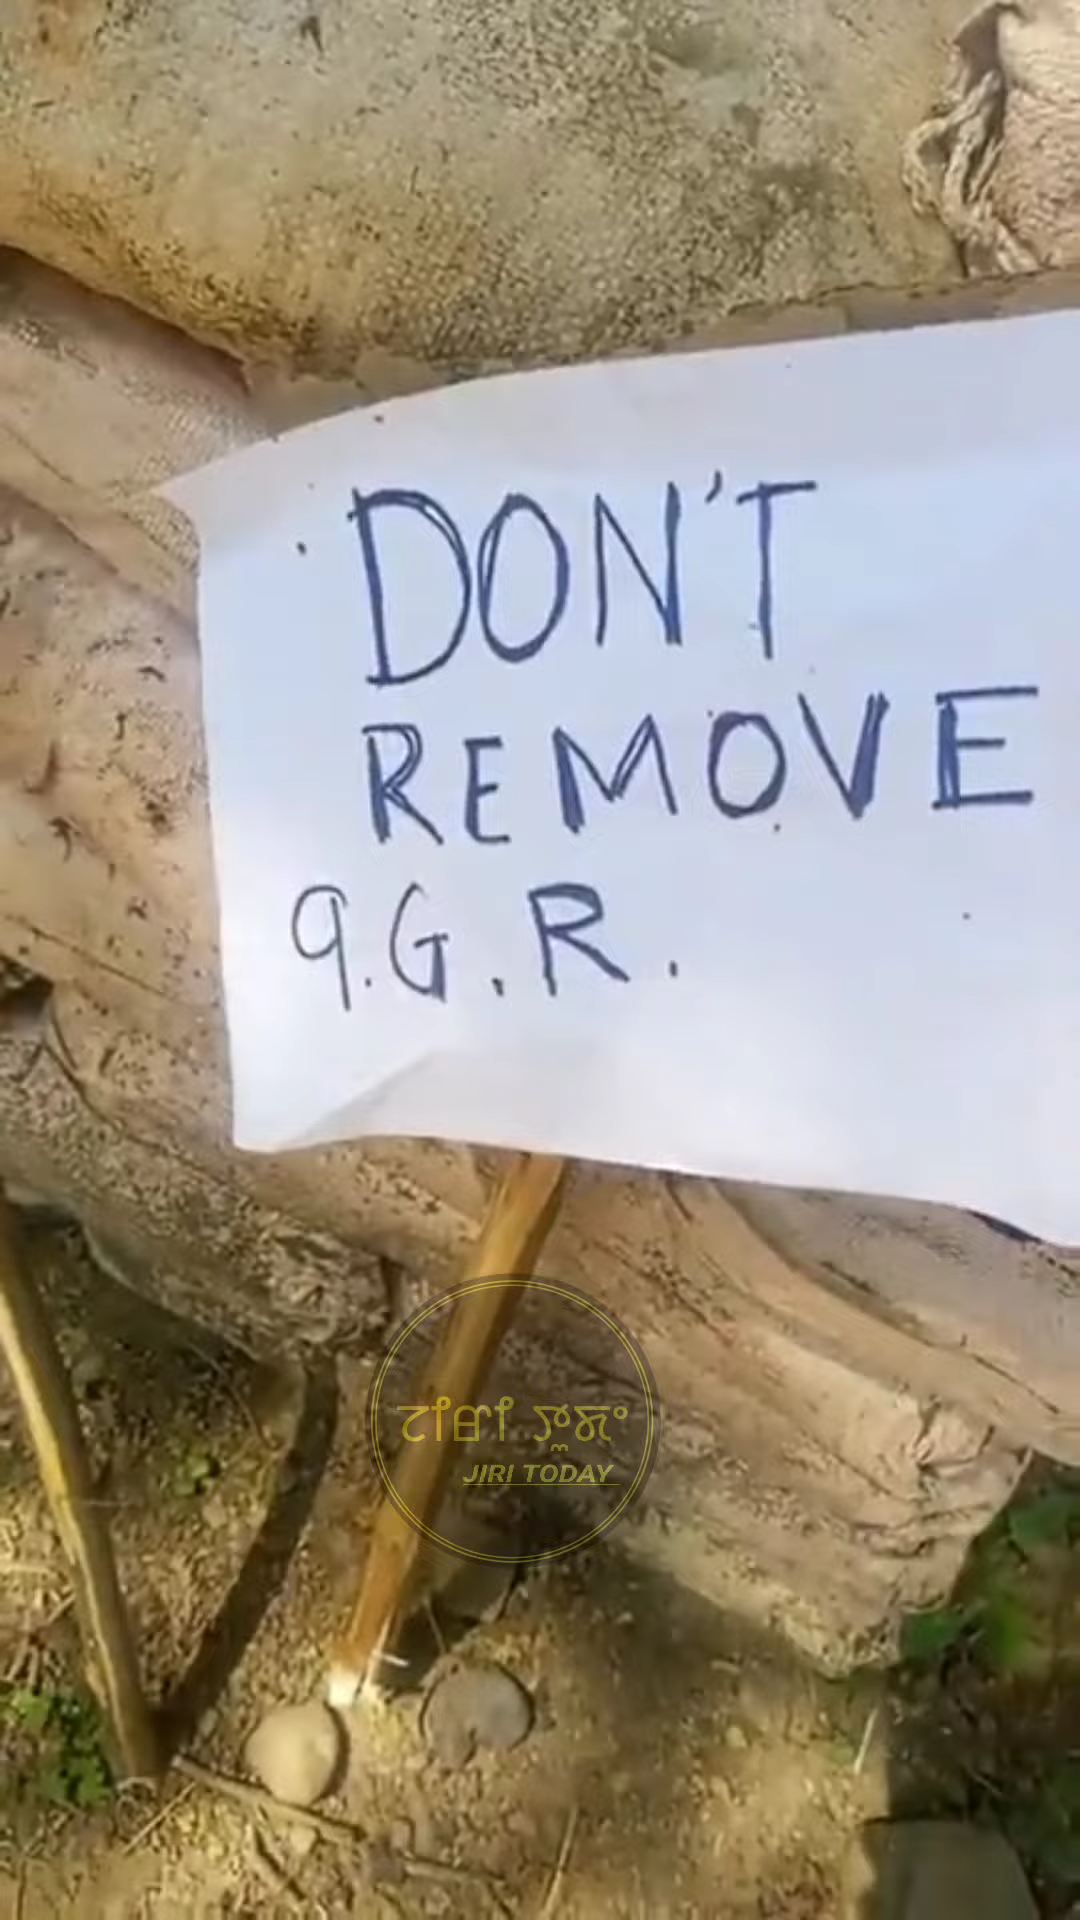 DON'T
REMOVE
9.G.R.
ꯖꯤꯔꯤ ꯇꯨꯗꯦ
JIRI TODAY